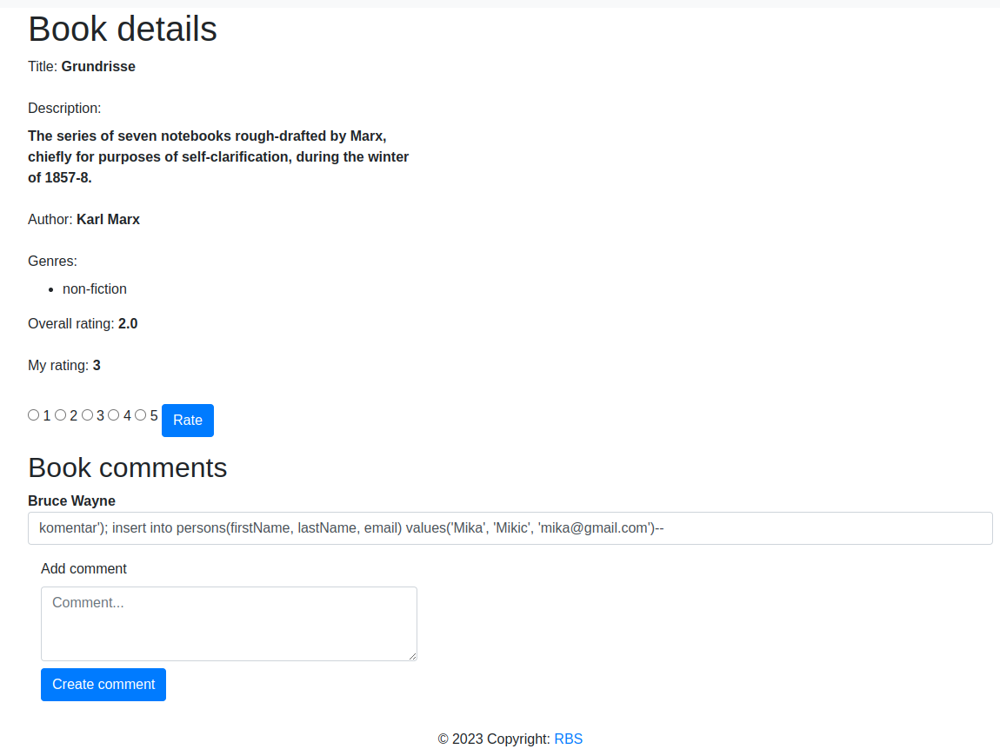 Book details
Title: Grundrisse
Description:
The series of seven notebooks rough-drafted by Marx,
chiefly for purposes of self-clarification, during the winter
of 1857-8.
Author: Karl Marx
Genres:
non-fiction
Overall rating: 2.0
My rating: 3
1 2 3 4 5 Rate
Book comments
Bruce Wayne
komentar'); insert into persons(firstName, lastName, email) values('Mika', 'Mikic', 'mika@gmail.com')--
Add comment
Comment...
Create comment
© 2023 Copyright: RBS